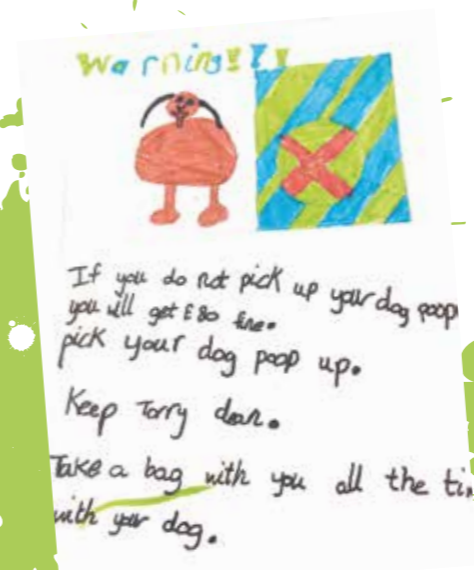 Warning!!!
If you do not pick up your dog poop
you will get £80 fine.
pick your dog poop up.
Keep Torry clean.
Take a bag with you all the ti
with your dog.